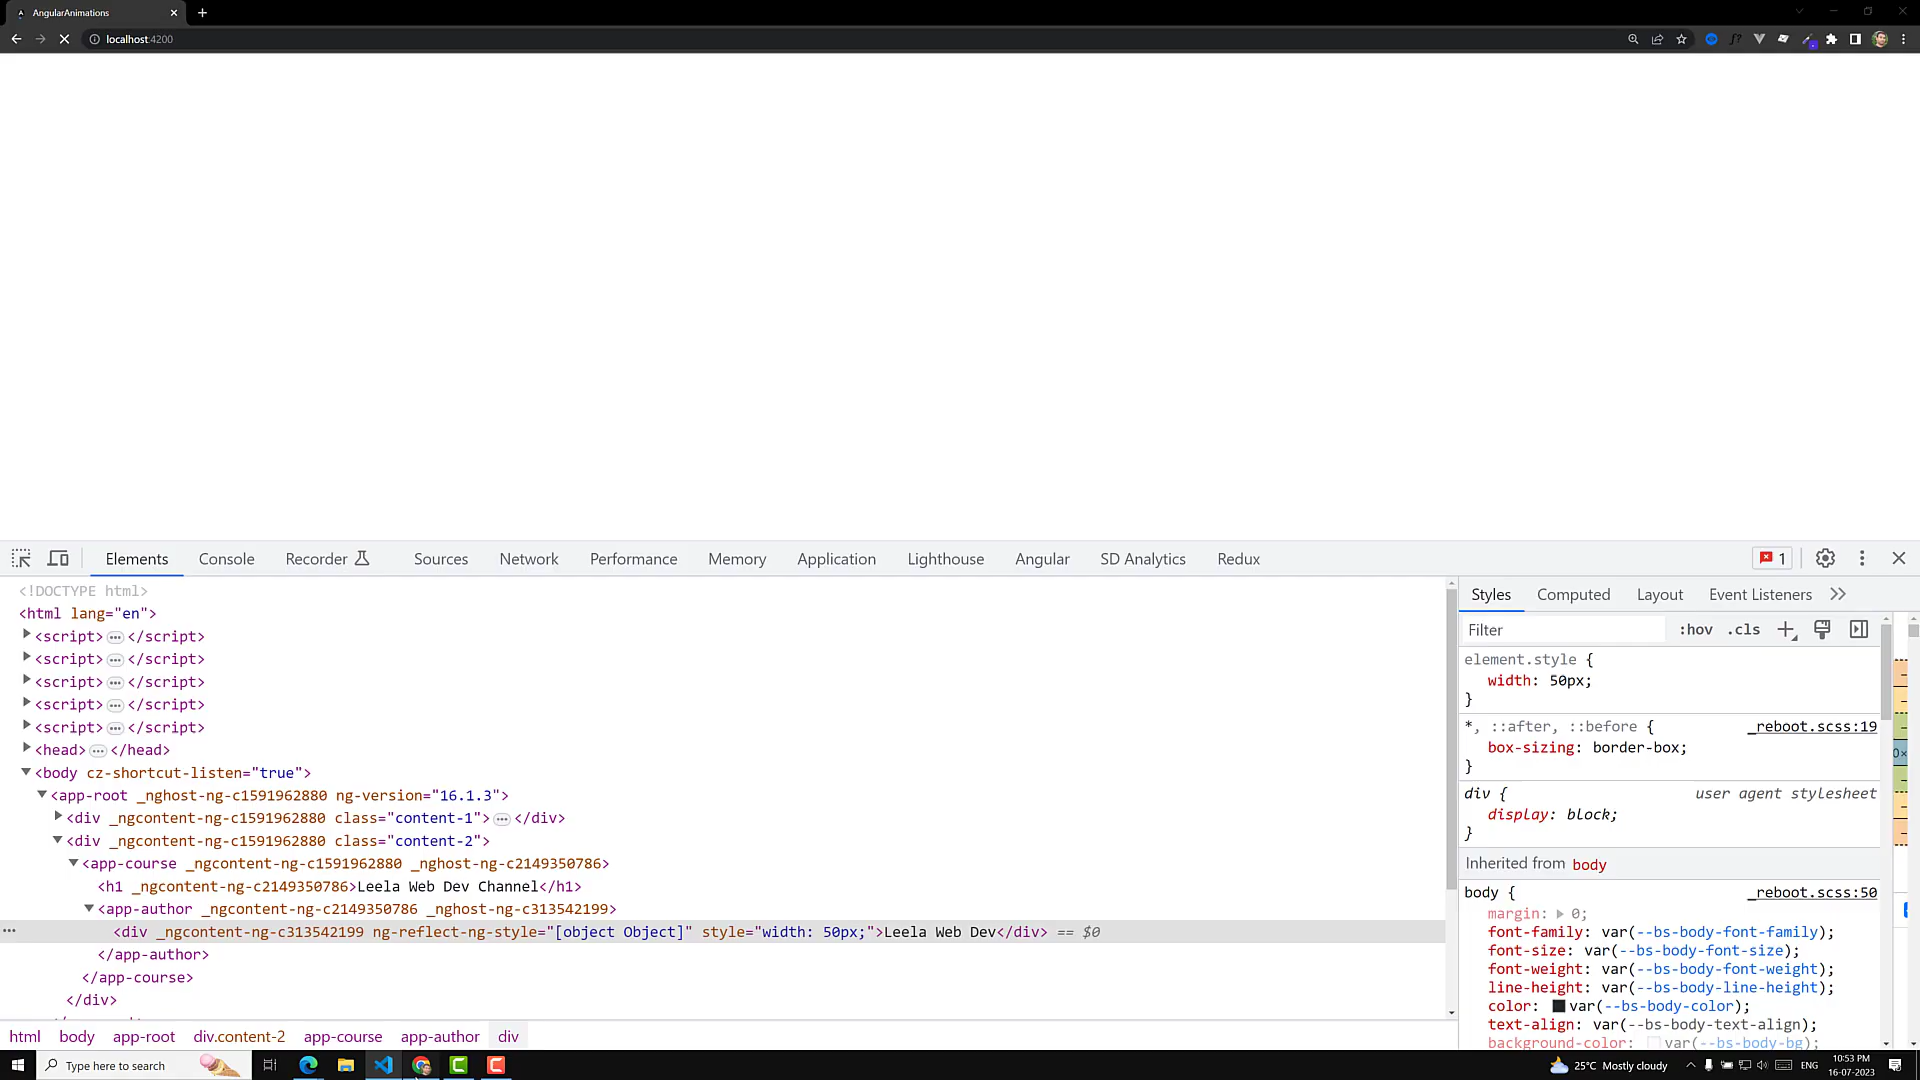 AngularAnimations
localhost:4200
Elements
Console
Recorder
Sources
Network
Performance
Memory
Application
Lighthouse
Angular
SD Analytics
Redux
1
<!DOCTYPE html>
<html lang="en">
<script>…</script>
<script>…</script>
<script>…</script>
<script>…</script>
<script>…</script>
<head>…</head>
<body cz-shortcut-listen="true">
<app-root _nghost-ng-c1591962880 ng-version="16.1.3">
<div _ngcontent-ng-c1591962880 class="content-1">…</div>
<div _ngcontent-ng-c1591962880 class="content-2">
<app-course _ngcontent-ng-c1591962880 _nghost-ng-c2149350786>
<h1 _ngcontent-ng-c2149350786>Leela Web Dev Channel</h1>
<app-author _ngcontent-ng-c2149350786 _nghost-ng-c313542199>
<div _ngcontent-ng-c313542199 ng-reflect-ng-style="[object Object]" style="width: 50px;">Leela Web Dev</div> == $0
</app-author>
</app-course>
</div>
html body app-root div.content-2 app-course app-author div
Styles
Computed
Layout
Event Listeners
Filter
:hov .cls
element.style {
width: 50px;
}
*, ::after, ::before { _reboot.scss:19
box-sizing: border-box;
}
div { user agent stylesheet
display: block;
}
Inherited from body
body { _reboot.scss:50
margin: 0;
font-family: var(--bs-body-font-family);
font-size: var(--bs-body-font-size);
font-weight: var(--bs-body-font-weight);
line-height: var(--bs-body-line-height);
color: var(--bs-body-color);
text-align: var(--bs-body-text-align);
background-color: var(--bs-body-bg);
Type here to search
25°C Mostly cloudy
ENG
10:53 PM
16-07-2023